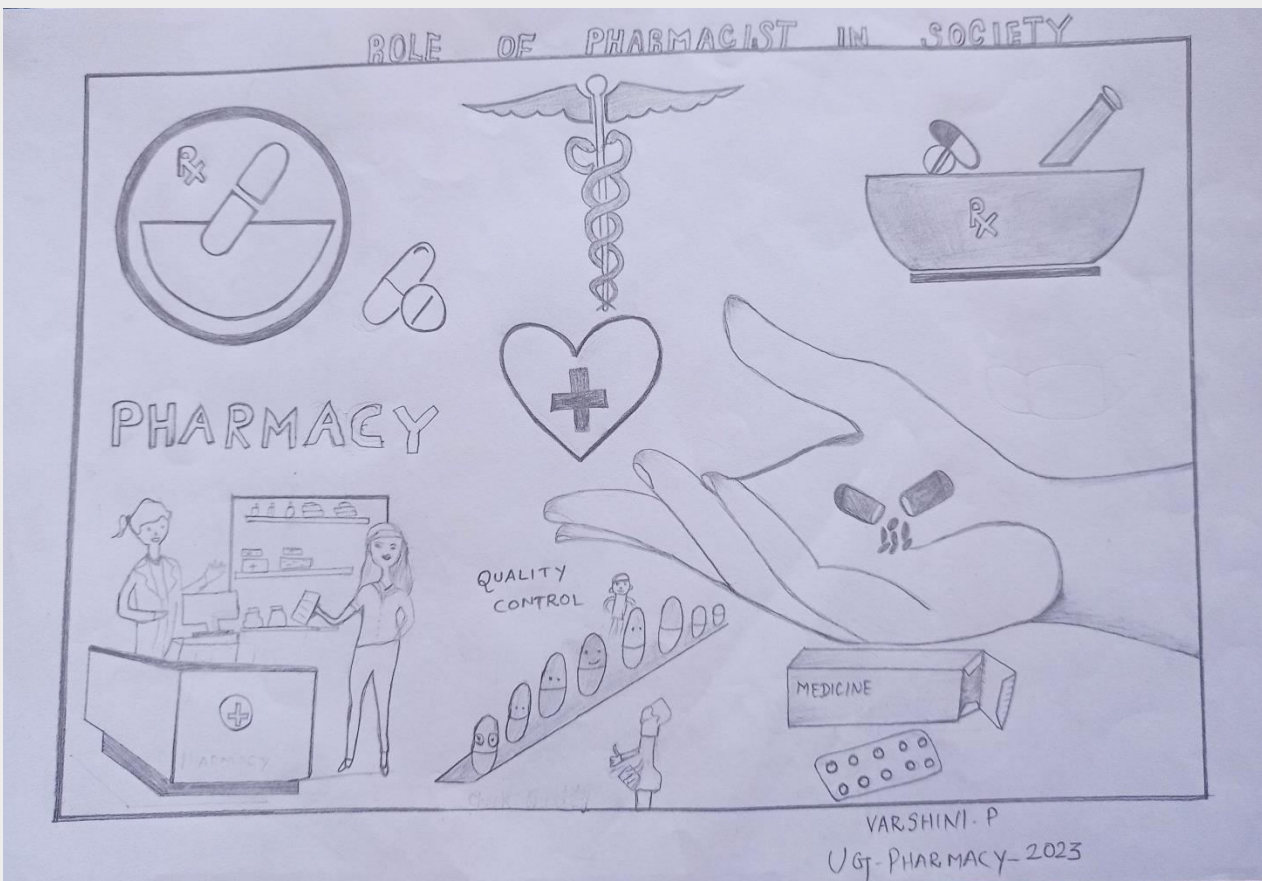 ROLE OF PHARMACIST IN SOCIETY
Rx
Rx
PHARMACY
QUALITY
CONTROL
MEDICINE
VARSHINI. P
UG-PHARMACY-2023